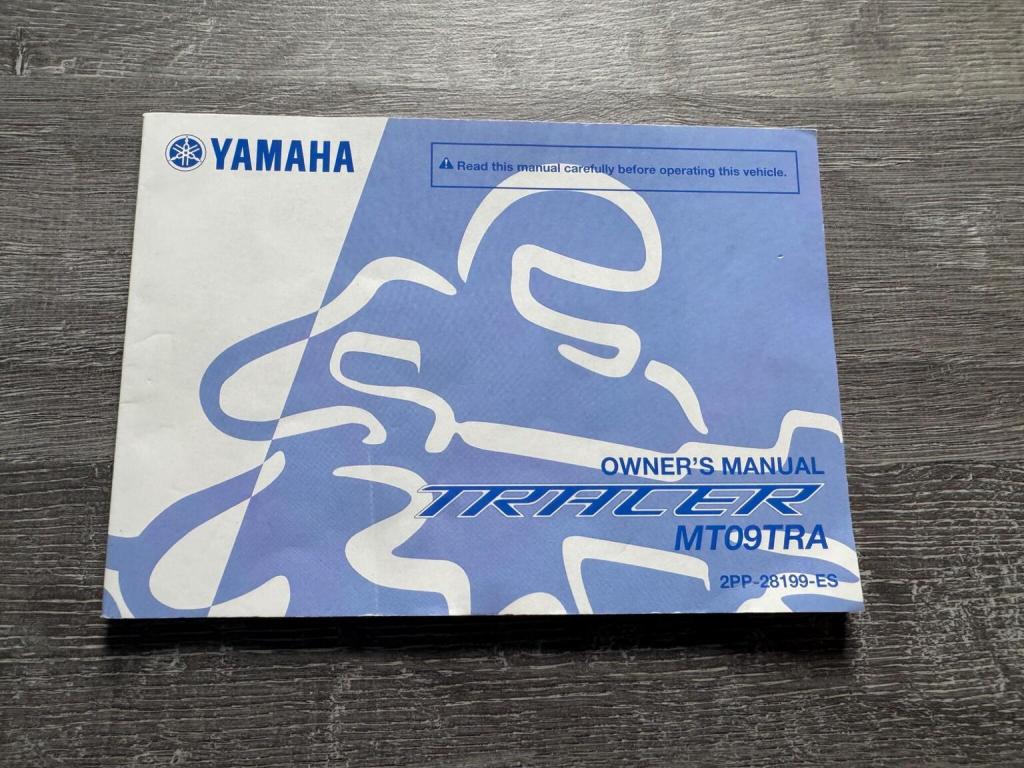 YAMAHA
⚠ Read this manual carefully before operating this vehicle.
OWNER'S MANUAL
TRACER
MT09TRA
2PP-28199-ES